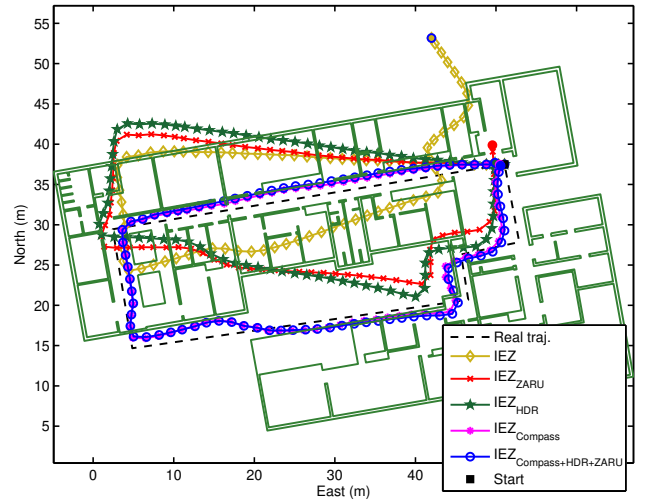 55
50
45
40
35
30
25
20
15
10
5
North (m)
0
10
20
30
40
East (m)
Real traj.
IEZ
IEZZARU
IEZHDR
IEZCompass
IEZCompass+HDR+ZARU
Start